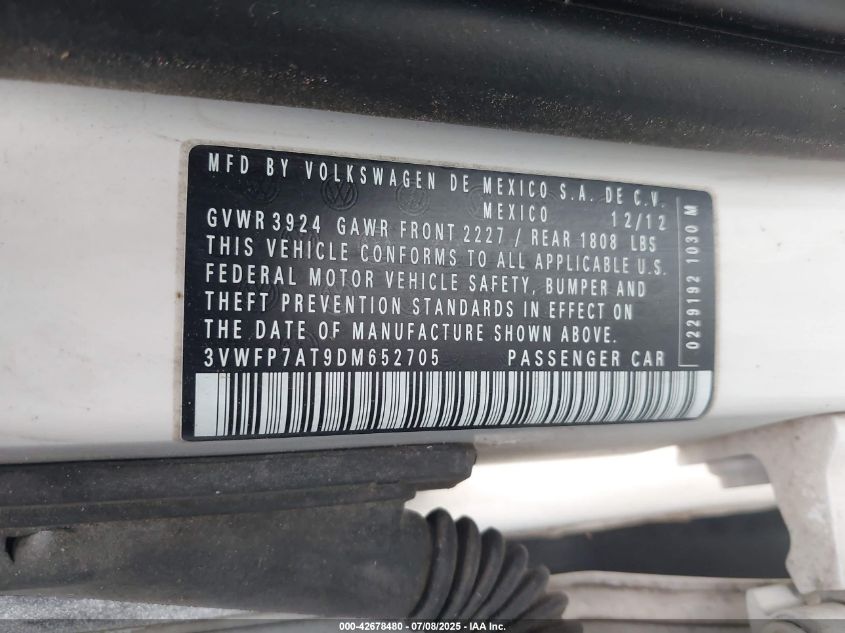 MFD BY VOLKSWAGEN DE MEXICO S.A. DE C.V.
MEXICO 12/12
GVWR 3924 GAWR FRONT 2227 / REAR 1808 LBS
THIS VEHICLE CONFORMS TO ALL APPLICABLE U.S.
FEDERAL MOTOR VEHICLE SAFETY, BUMPER AND
THEFT PREVENTION STANDARDS IN EFFECT ON
THE DATE OF MANUFACTURE SHOWN ABOVE.
3VWFP7AT9DM652705 PASSENGER CAR
0229192 1030 M
000-42678480 - 07/08/2025 - IAA Inc.